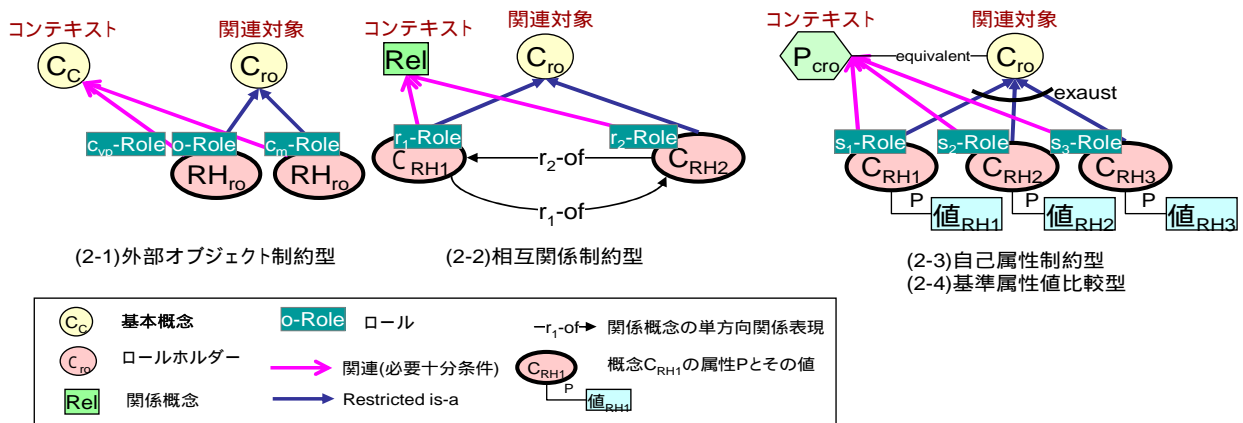 コンテキスト
関連対象
C_C
C_ro
c_vp-Role
o-Role
c_m-Role
RH_ro
RH_ro
(2-1)外部オブジェクト制約型
コンテキスト
関連対象
Rel
C_ro
r_1-Role
r_2-Role
C_RH1
r_2-of
C_RH2
r_1-of
(2-2)相互関係制約型
コンテキスト
関連対象
P_cro
equivalent
C_ro
exaust
s_1-Role
s_2-Role
s_3-Role
C_RH1
C_RH2
C_RH3
P
P
P
値_RH1
値_RH2
値_RH3
(2-3)自己属性制約型
(2-4)基準属性値比較型
C_C
基本概念
o-Role
ロール
r_1-of
関係概念の単方向関係表現
C_ro
ロールホルダー
関連(必要十分条件)
C_RH1
概念C_RH1の属性Pとその値
P
値_RH1
Rel
関係概念
Restricted is-a